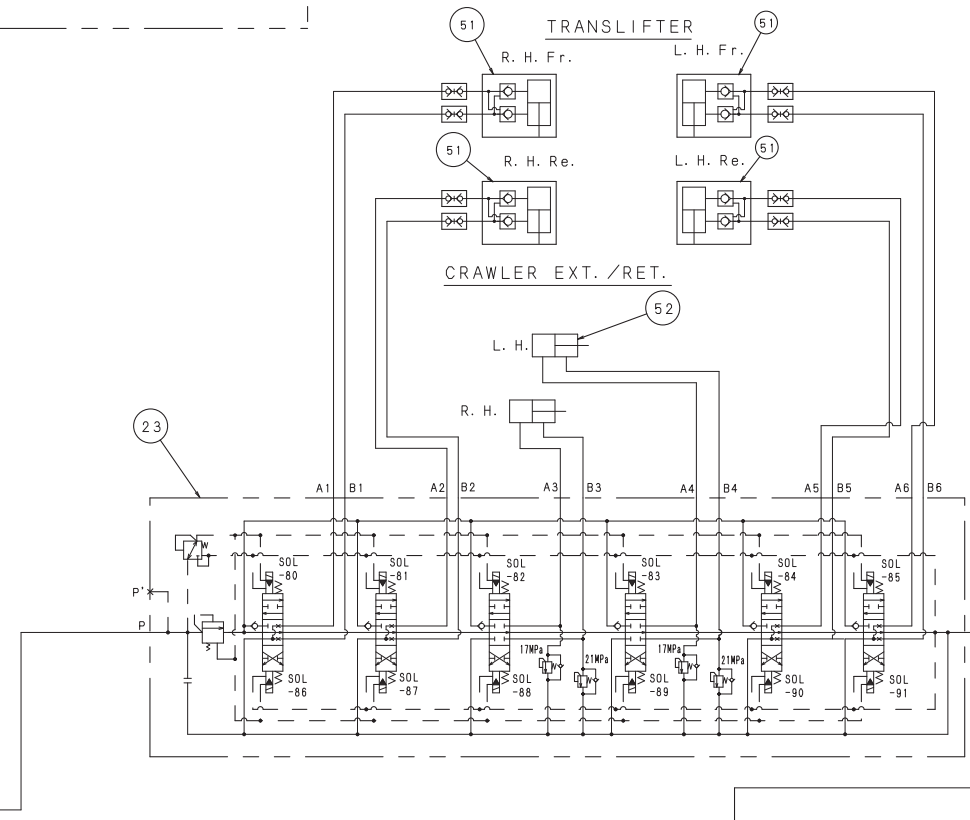 51 TRANSLIFTER 51
R. H. Fr. L. H. Fr.
51 R. H. Re. L. H. Re. 51
CRAWLER EXT. /RET.
52
L. H.
R. H.
23
A1 B1 A2 B2 A3 B3 A4 B4 A5 B5 A6 B6
SOL -80
SOL -81
SOL -82
SOL -83
SOL -84
SOL -85
P'
P
17MPa 21MPa 17MPa 21MPa
SOL -86
SOL -87
SOL -88
SOL -89
SOL -90
SOL -91